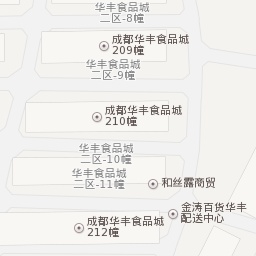 华丰食品城
二区-8幢
成都华丰食品城
209幢
华丰食品城
二区-9幢
成都华丰食品城
210幢
华丰食品城
二区-10幢
华丰食品城
二区-11幢
和丝露商贸
金涛百货华丰
配送中心
成都华丰食品城
212幢